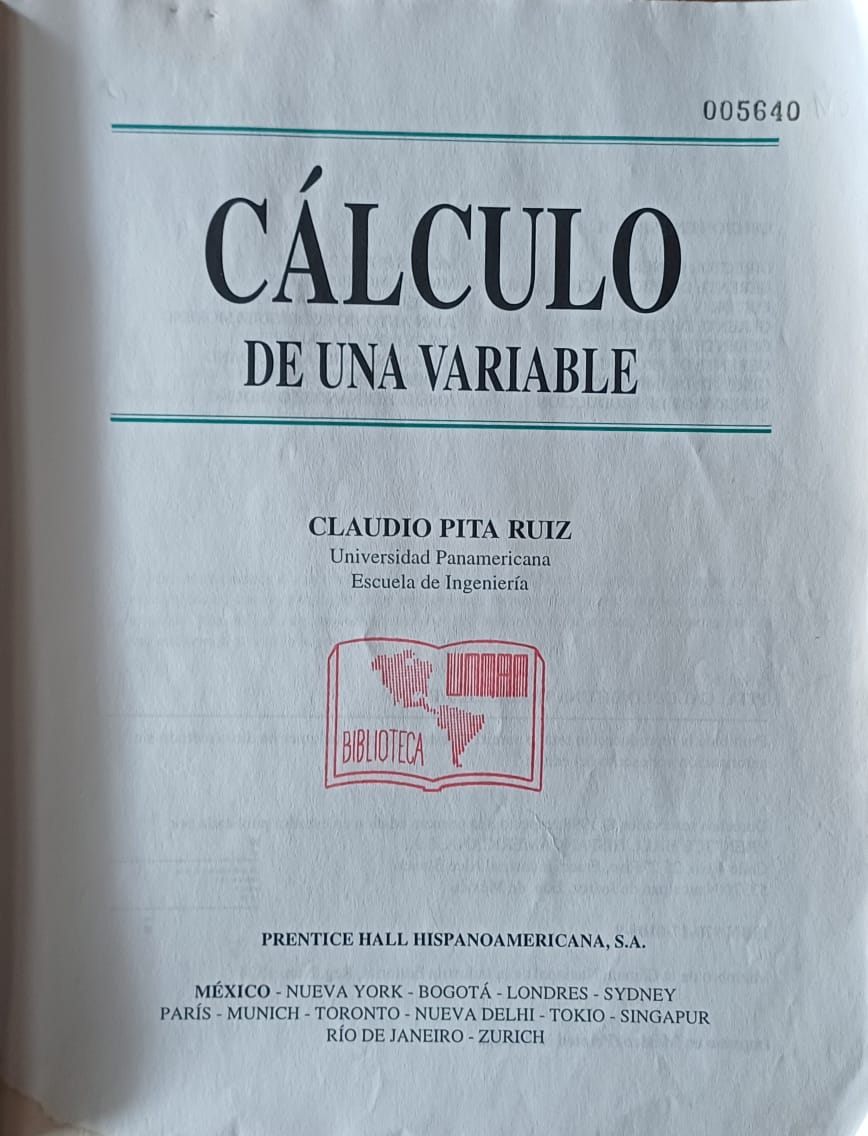 005640
CÁLCULO
DE UNA VARIABLE
CLAUDIO PITA RUIZ
Universidad Panamericana
Escuela de Ingeniería
BIBLIOTECA
PRENTICE HALL HISPANOAMERICANA, S.A.
MÉXICO - NUEVA YORK - BOGOTÁ - LONDRES - SYDNEY
PARÍS - MUNICH - TORONTO - NUEVA DELHI - TOKIO - SINGAPUR
RÍO DE JANEIRO - ZURICH